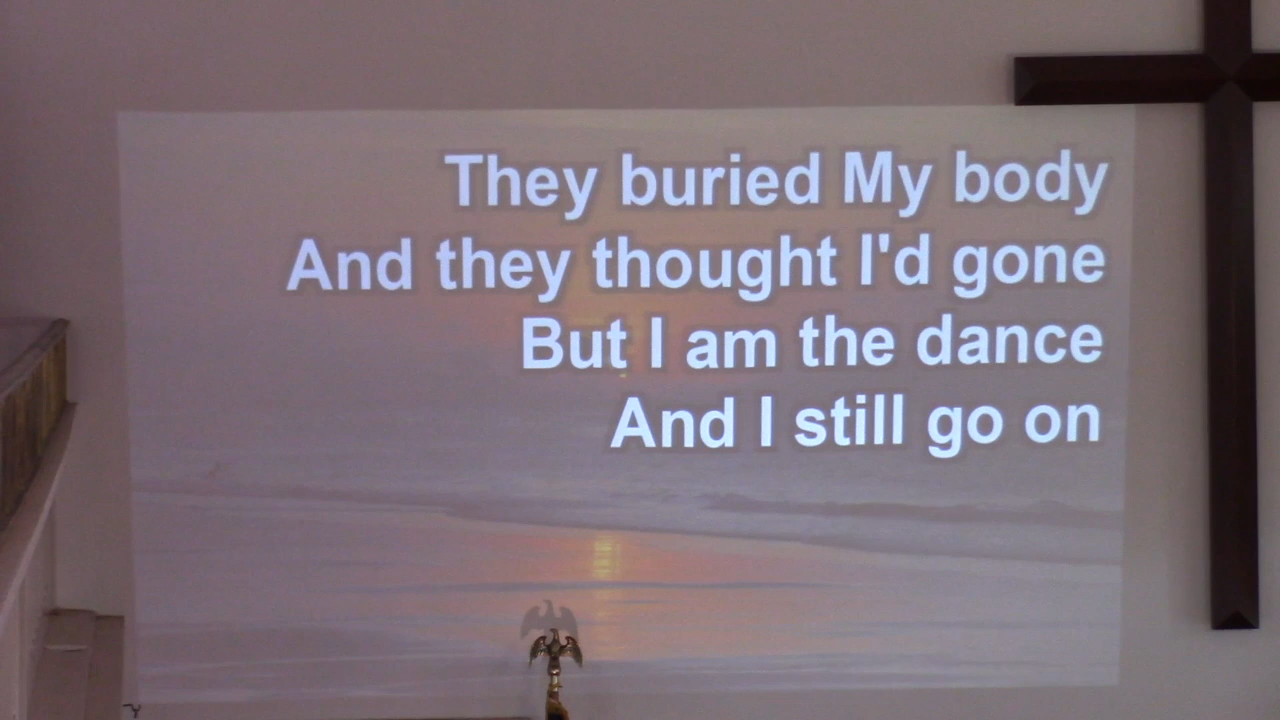 They buried My body
And they thought I'd gone
But I am the dance
And I still go on